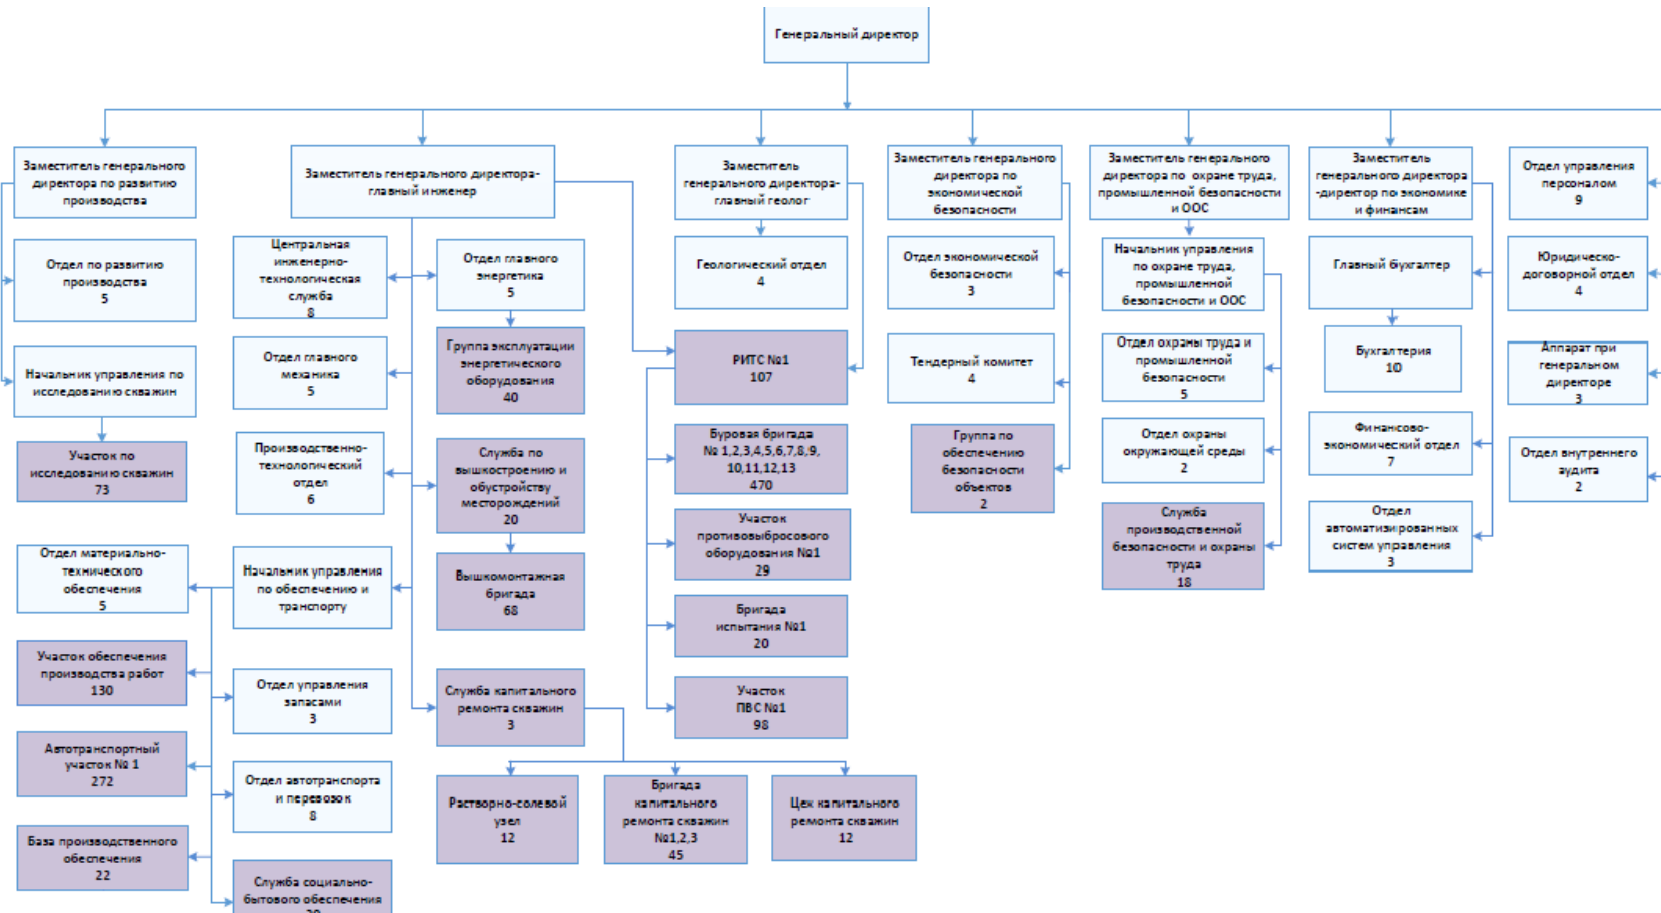 Генеральный директор
Заместитель генерального
директора по развитию
производства
Заместитель генерального директора-
главный инженер
Заместитель
генерального директора-
главный геолог
Заместитель генерального
директора по
экономической
безопасности
Заместитель генерального
директора по охране труда,
промышленной безопасности
и ООС
Заместитель
генерального директора
-директор по экономике
и финансам
Отдел управления
персоналом
9
Отдел по развитию
производства
5
Центральная
инженерно-
технологическая
служба
8
Отдел главного
энергетика
5
Геологический отдел
4
Отдел экономической
безопасности
3
Начальник управления
по охране труда,
промышленной
безопасности и ООС
Главный бухгалтер
Юридическо-
договорной отдел
4
Начальник управления по
исследованию скважин
Отдел главного
механика
5
Группа эксплуатации
энергетического
оборудования
40
РИТС №1
107
Тендерный комитет
4
Отдел охраны труда и
промышленной
безопасности
5
Бухгалтерия
10
Аппарат при
генеральном
директоре
3
Участок по
исследованию скважин
73
Производственно-
технологический
отдел
6
Служба по
вышкостроению и
обустройству
месторождений
20
Буровая бригада
№ 1,2,3,4,5,6,7,8,9,
10,11,12,13
470
Группа по
обеспечению
безопасности
объектов
2
Отдел охраны
окружающей среды
2
Финансово-
экономический отдел
7
Отдел внутреннего
аудита
2
Отдел материально-
технического
обеспечения
5
Начальник управления
по обеспечению и
транспорту
Вышкомонтажная
бригада
68
Участок
противовыбросового
оборудования №1
29
Служба
производственной
безопасности и охраны
труда
18
Отдел
автоматизированных
систем управления
3
Участок обеспечения
производства работ
130
Отдел управления
запасами
3
Служба капитального
ремонта скважин
3
Бригада
испытания №1
20
Участок
ПВС №1
98
Автотранспортный
участок № 1
272
Отдел автотранспорта
и перевозок
8
Растворно-солевой
узел
12
Бригада
капитального
ремонта скважин
№1,2,3
45
Цех капитального
ремонта скважин
12
База производственного
обеспечения
22
Служба социально-
бытового обеспечения